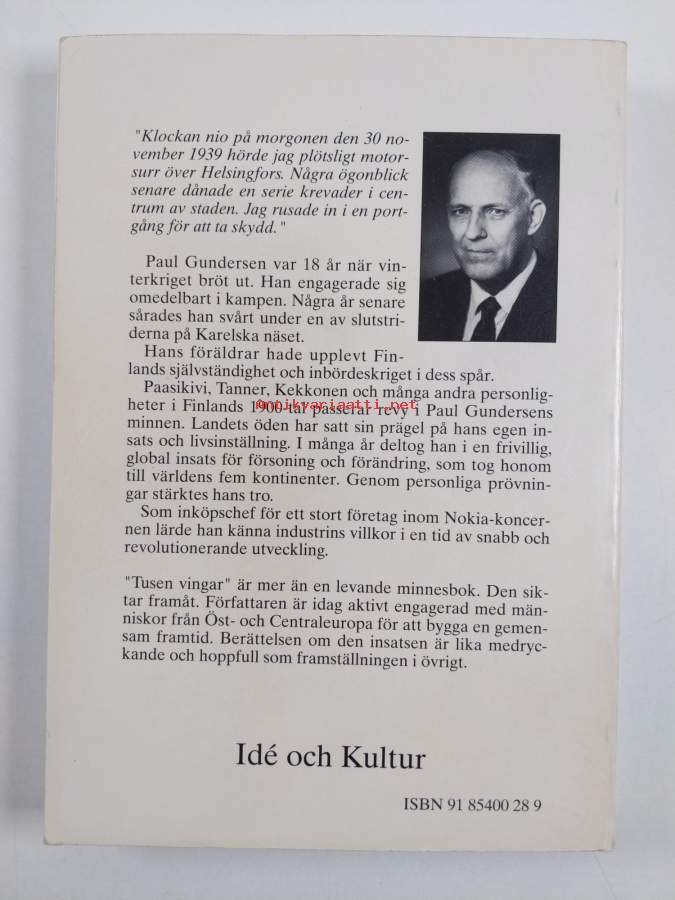 "Klockan nio på morgonen den 30 no-
vember 1939 hörde jag plötsligt motor-
surr över Helsingfors. Några ögonblick
senare dånade en serie krevader i cen-
trum av staden. Jag rusade in i en port-
gång för att ta skydd."
Paul Gundersen var 18 år när vin-
terkriget bröt ut. Han engagerade sig
omedelbart i kampen. Några år senare
sårades han svårt under en av slutstri-
derna på Karelska näset.
Hans föräldrar hade upplevt Fin-
lands självständighet och inbördeskriget i dess spår.
Paasikivi, Tanner, Kekkonen och många andra personlig-
antikvariaatti.net
heter i Finlands 1900-tal passerar revy i Paul Gundersens
minnen. Landets öden har satt sin prägel på hans egen in-
sats och livsinställning. I många år deltog han i en frivillig,
global insats för försoning och förändring, som tog honom
till världens fem kontinenter. Genom personliga prövnin-
gar stärktes hans tro.
Som inköpschef för ett stort företag inom Nokia-koncer-
nen lärde han känna industrins villkor i en tid av snabb och
revolutionerande utveckling.
"Tusen vingar" är mer än en levande minnesbok. Den sik-
tar framåt. Författaren är idag aktivt engagerad med män-
niskor från Öst- och Centraleuropa för att bygga en gemen-
sam framtid. Berättelsen om den insatsen är lika medryc-
kande och hoppfull som framställningen i övrigt.
Idé och Kultur
ISBN 91 85400 28 9